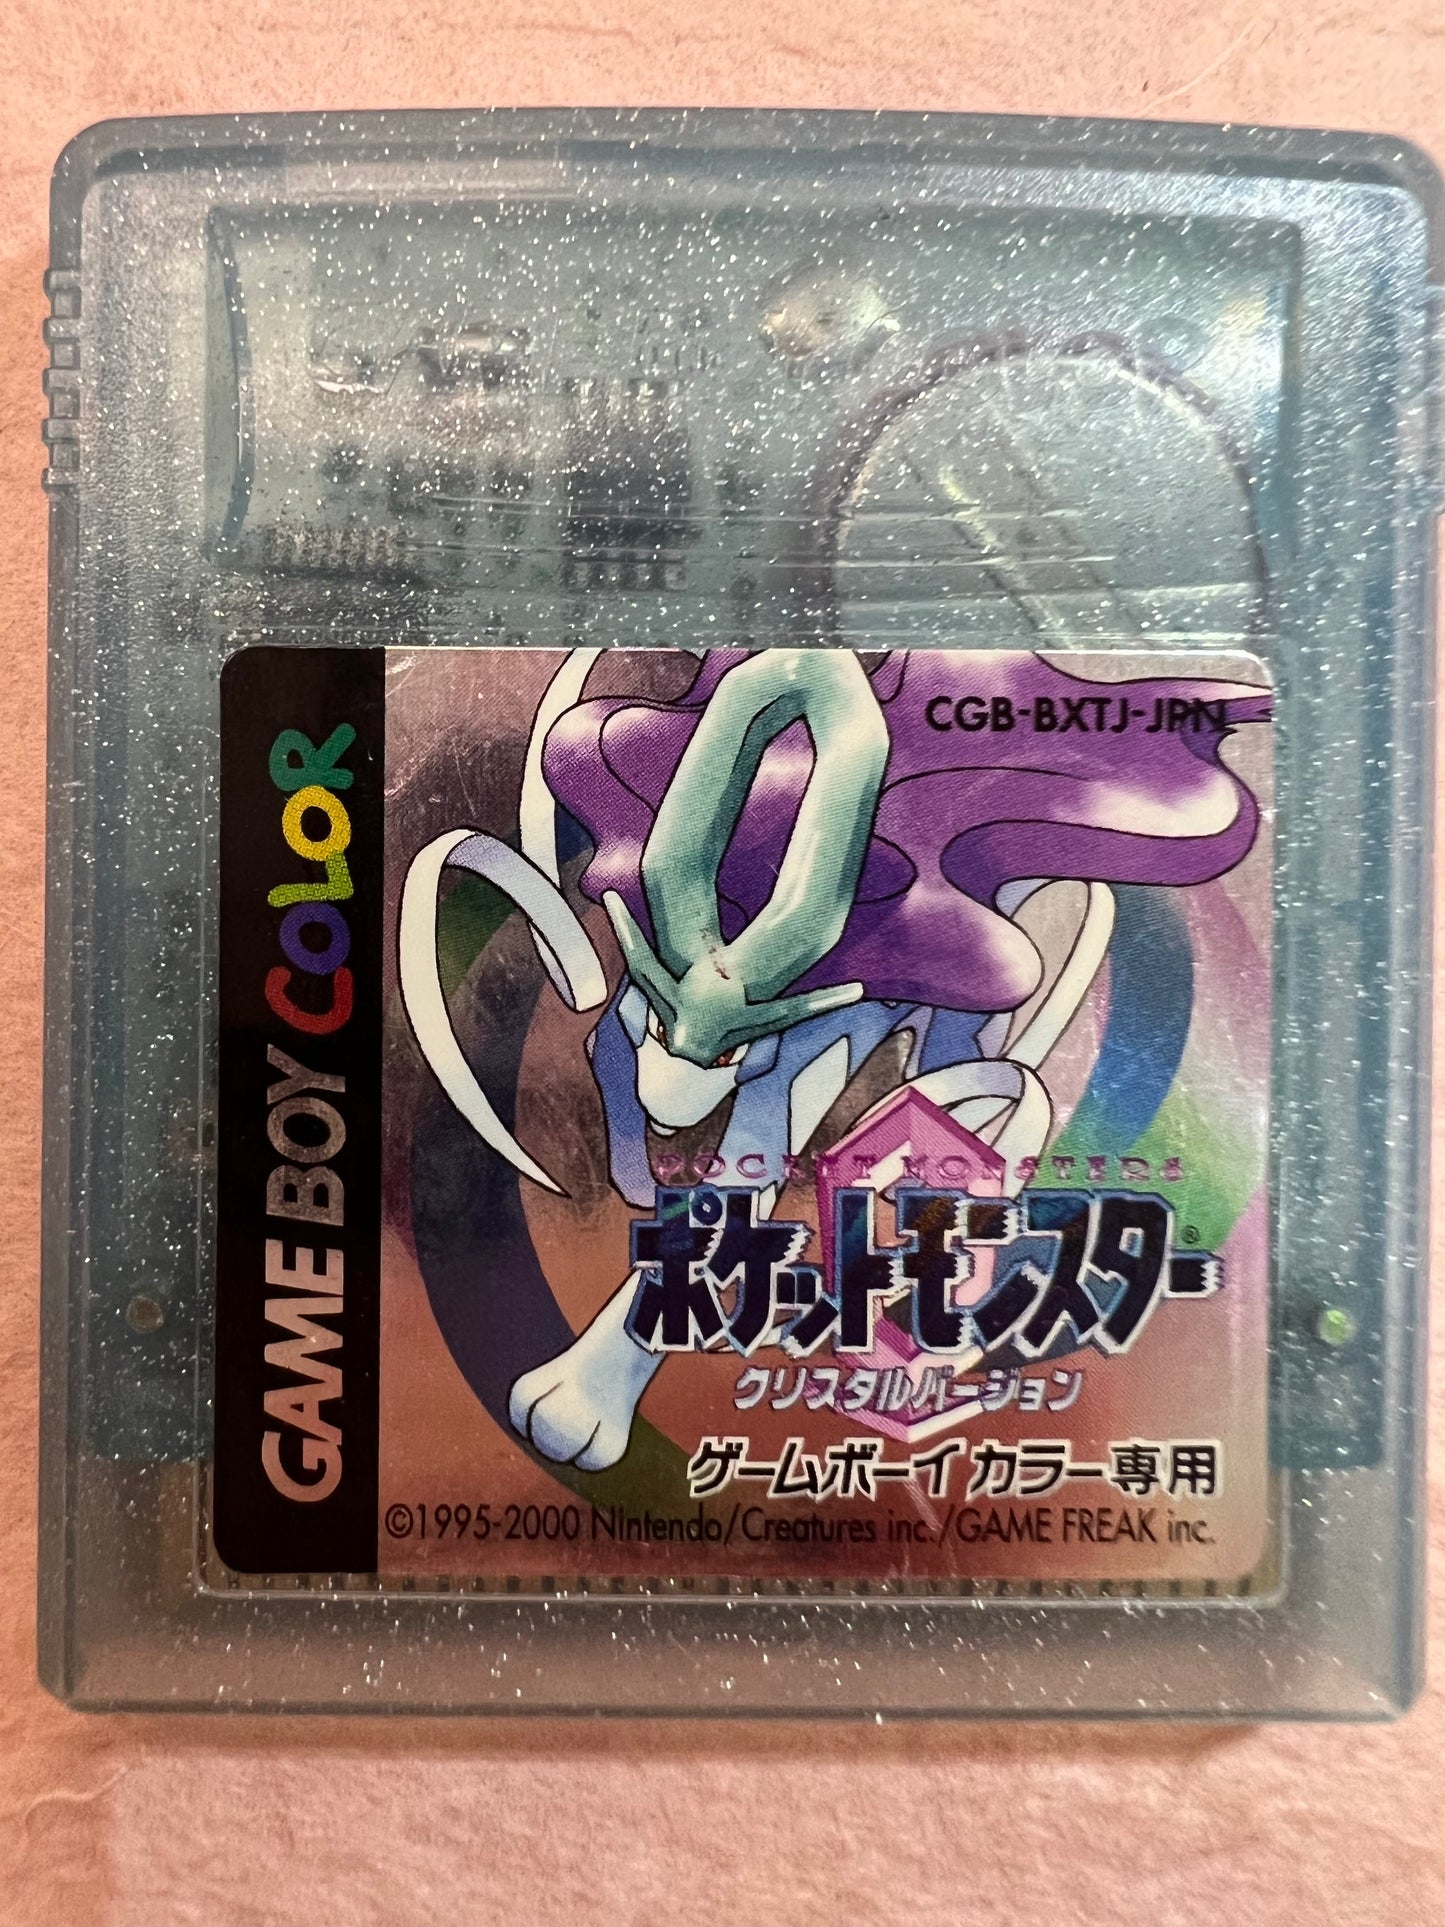 GAME BOY COLOR
CGB-BXTJ-JPN
POCKET MONSTERS
ポケットモンスター®
クリスタルバージョン
ゲームボーイカラー専用
©1995-2000 Nintendo/Creatures inc./GAME FREAK inc.